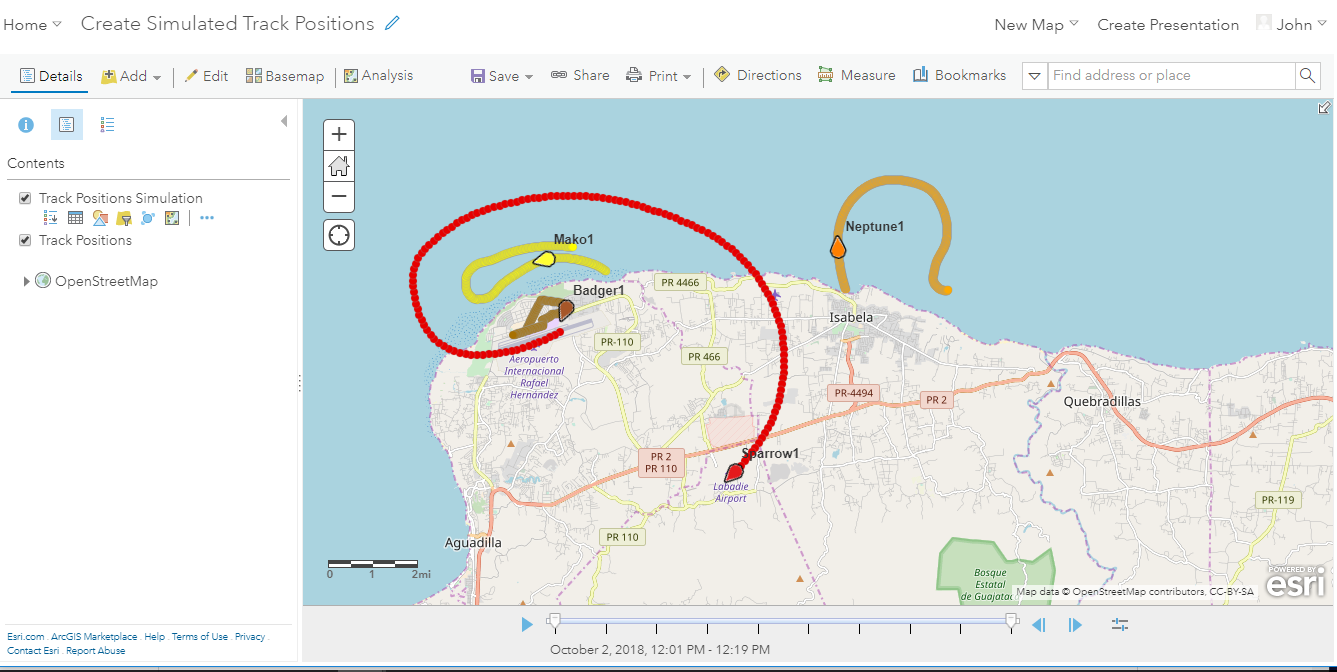 Home Create Simulated Track Positions New Map Create Presentation John
Details Add Edit Basemap Analysis Save Share Print Directions Measure Bookmarks Find address or place
Contents
Track Positions Simulation
Track Positions
OpenStreetMap
+
−
Mako1
Neptune1
Badger1
PR 4466
Isabela
PR-110
PR 466
Aeropuerto
Internacional
Rafael
Hernández
PR-4494
PR 2
Quebradillas
Sparrow1
PR 2
PR 110
Labadie
Airport
PR-119
PR 110
Aguadilla
0 1 2mi
Bosque
Estatal
de Guajatac
Map data © OpenStreetMap contributors, CC-BY-SA
POWERED BY
esri
Esri.com . ArcGIS Marketplace . Help . Terms of Use . Privacy .
Contact Esri . Report Abuse
October 2, 2018, 12:01 PM - 12:19 PM